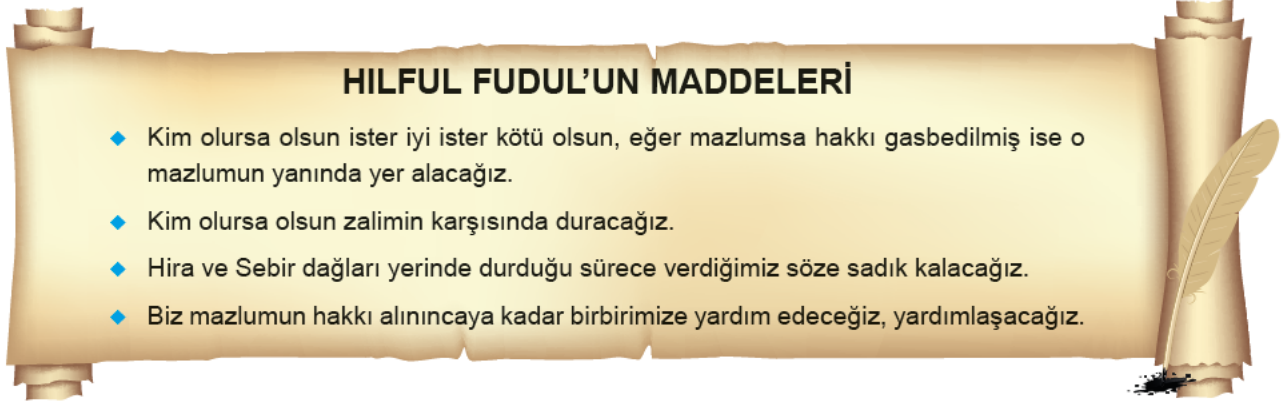 HILFUL FUDUL’UN MADDELERİ
◆ Kim olursa olsun ister iyi ister kötü olsun, eğer mazlumsa hakkı gasbedilmiş ise o
mazlumun yanında yer alacağız.
◆ Kim olursa olsun zalimin karşısında duracağız.
◆ Hira ve Sebir dağları yerinde durduğu sürece verdiğimiz söze sadık kalacağız.
◆ Biz mazlumun hakkı alınıncaya kadar birbirimize yardım edeceğiz, yardımlaşacağız.